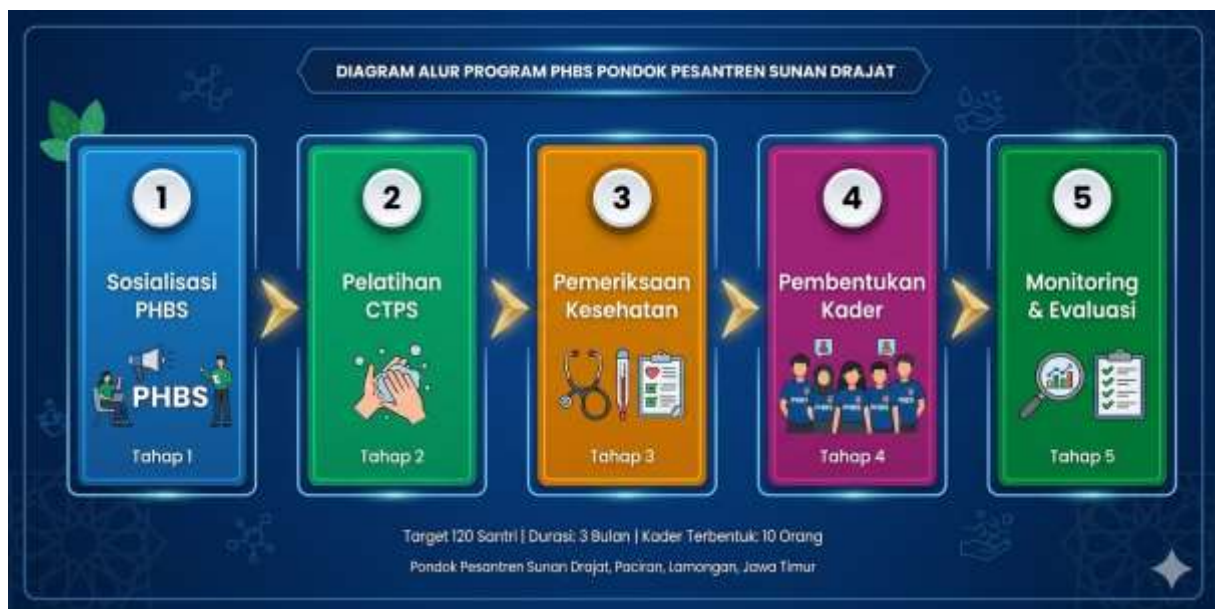 DIAGRAM ALUR PROGRAM PHBS PONDOK PESANTREN SUNAN DRAJAT
1
Sosialisasi
PHBS
PHBS
Tahap 1
2
Pelatihan
CTPS
Tahap 2
3
Pemeriksaan
Kesehatan
Tahap 3
4
Pembentukan
Kader
Tahap 4
5
Monitoring
& Evaluasi
Tahap 5
Target 120 Santri | Durasi: 3 Bulan | Kader Terbentuk: 10 Orang
Pondok Pesantren Sunan Drajat, Paciran, Lamongan, Jawa Timur